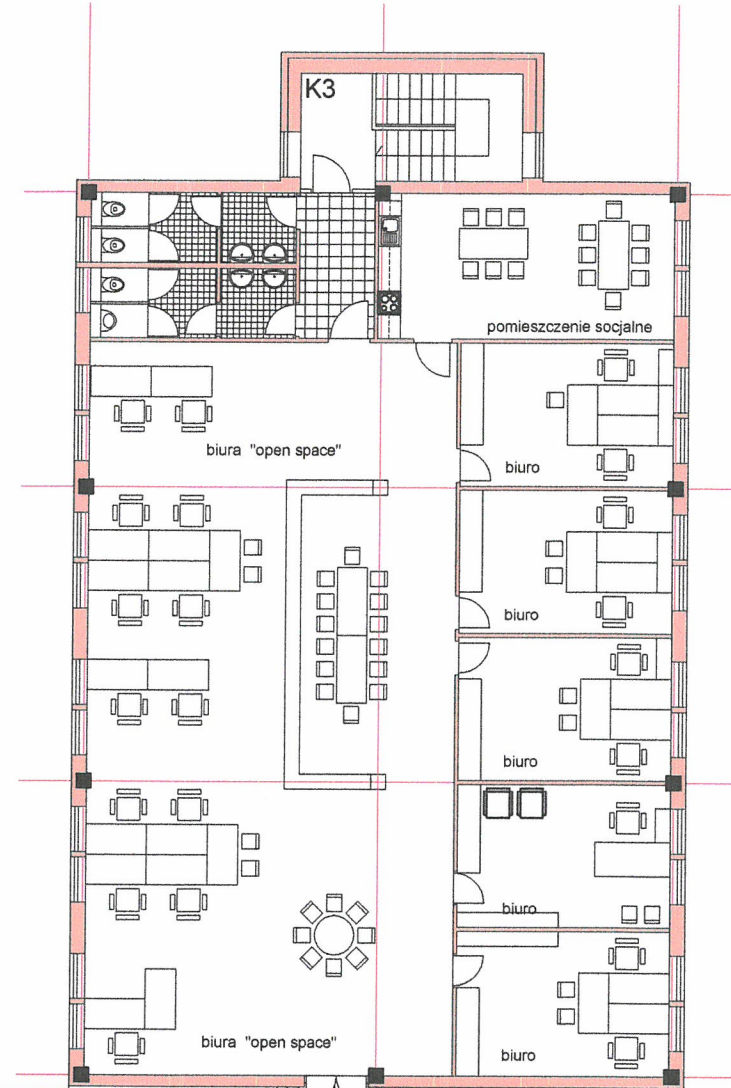 K3
pomieszczenie socjalne
biura "open space"
biuro
biuro
biuro
biuro
biura "open space"
biuro